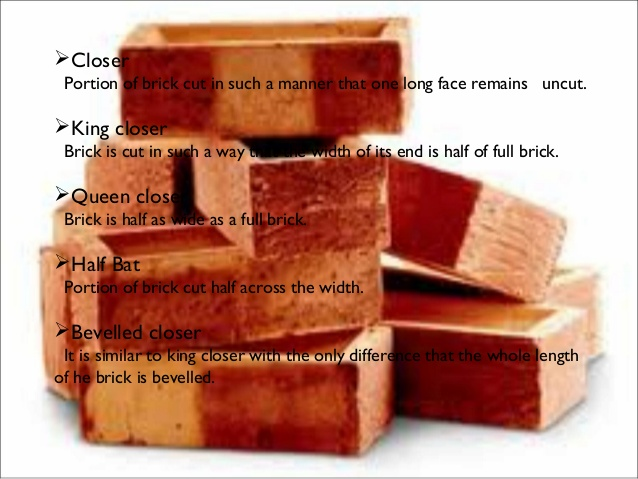 ➢Closer
Portion of brick cut in such a manner that one long face remains uncut.
➢King closer
Brick is cut in such a way that the width of its end is half of full brick.
➢Queen closer
Brick is half as wide as a full brick.
➢Half Bat
Portion of brick cut half across the width.
➢Bevelled closer
It is similar to king closer with the only difference that the whole length
of he brick is bevelled.